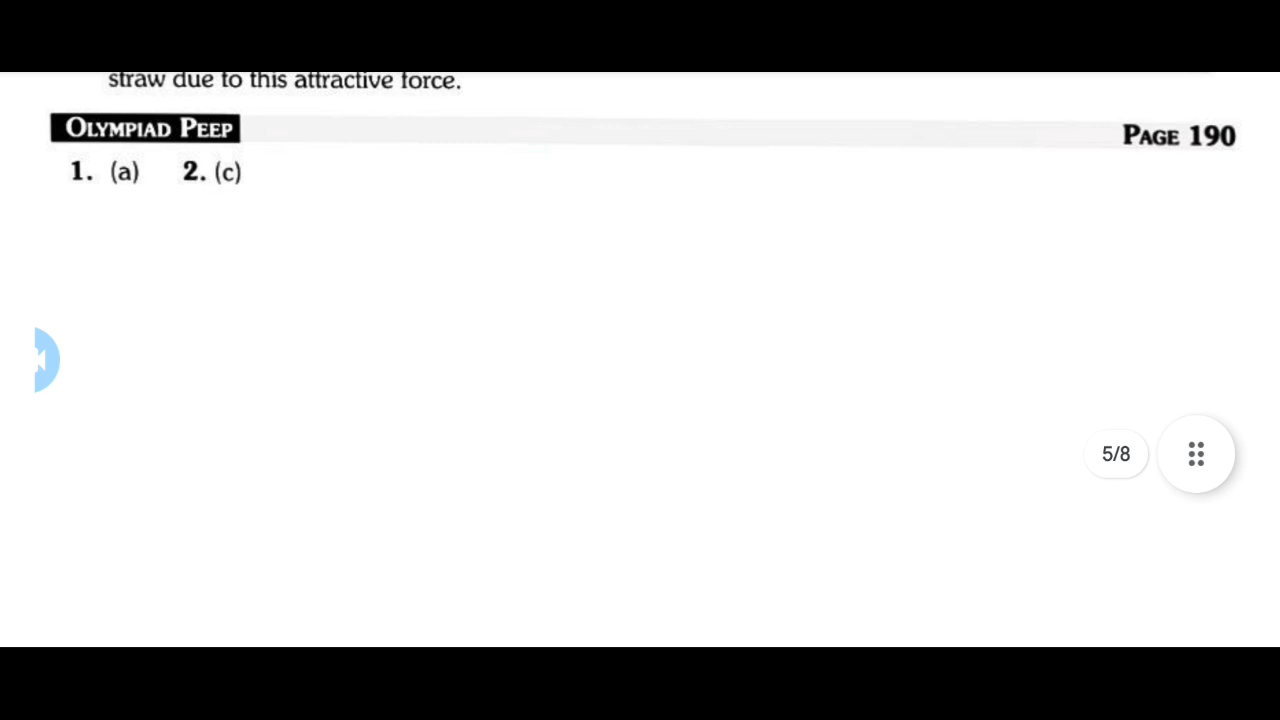 straw due to this attractive force.
OLYMPIAD PEEP PAGE 190
1. (a) 2. (c)
5/8